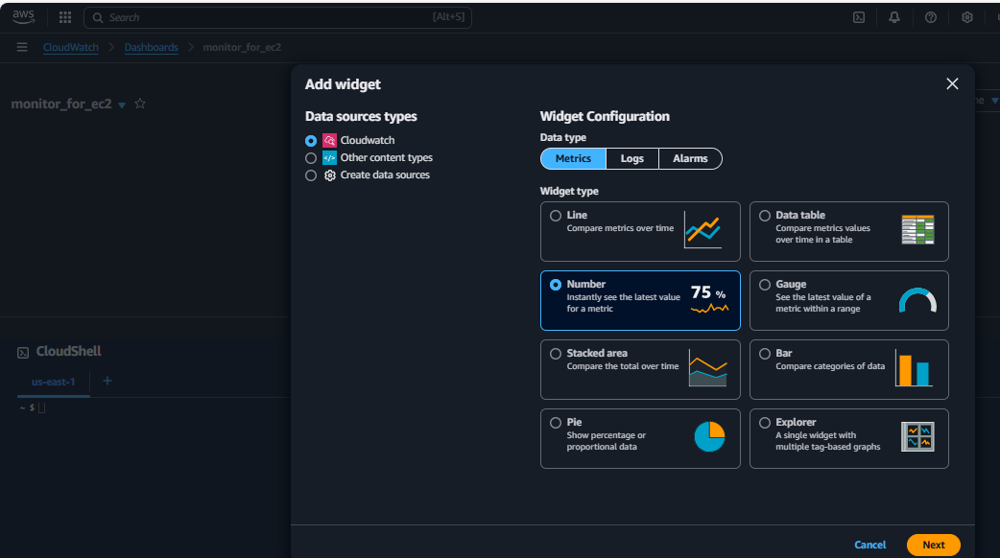 aws
Search [Alt+S]
CloudWatch > Dashboards > monitor_for_ec2
monitor_for_ec2
CloudShell
us-east-1 +
~ $
Add widget
Data sources types
Cloudwatch
Other content types
Create data sources
Widget Configuration
Data type
Metrics Logs Alarms
Widget type
Line
Compare metrics over time
Data table
Compare metrics values
over time in a table
Number
Instantly see the latest value
for a metric
75 %
Gauge
See the latest value of a
metric within a range
Stacked area
Compare the total over time
Bar
Compare categories of data
Pie
Show percentage or
proportional data
Explorer
A single widget with
multiple tag-based graphs
Cancel Next